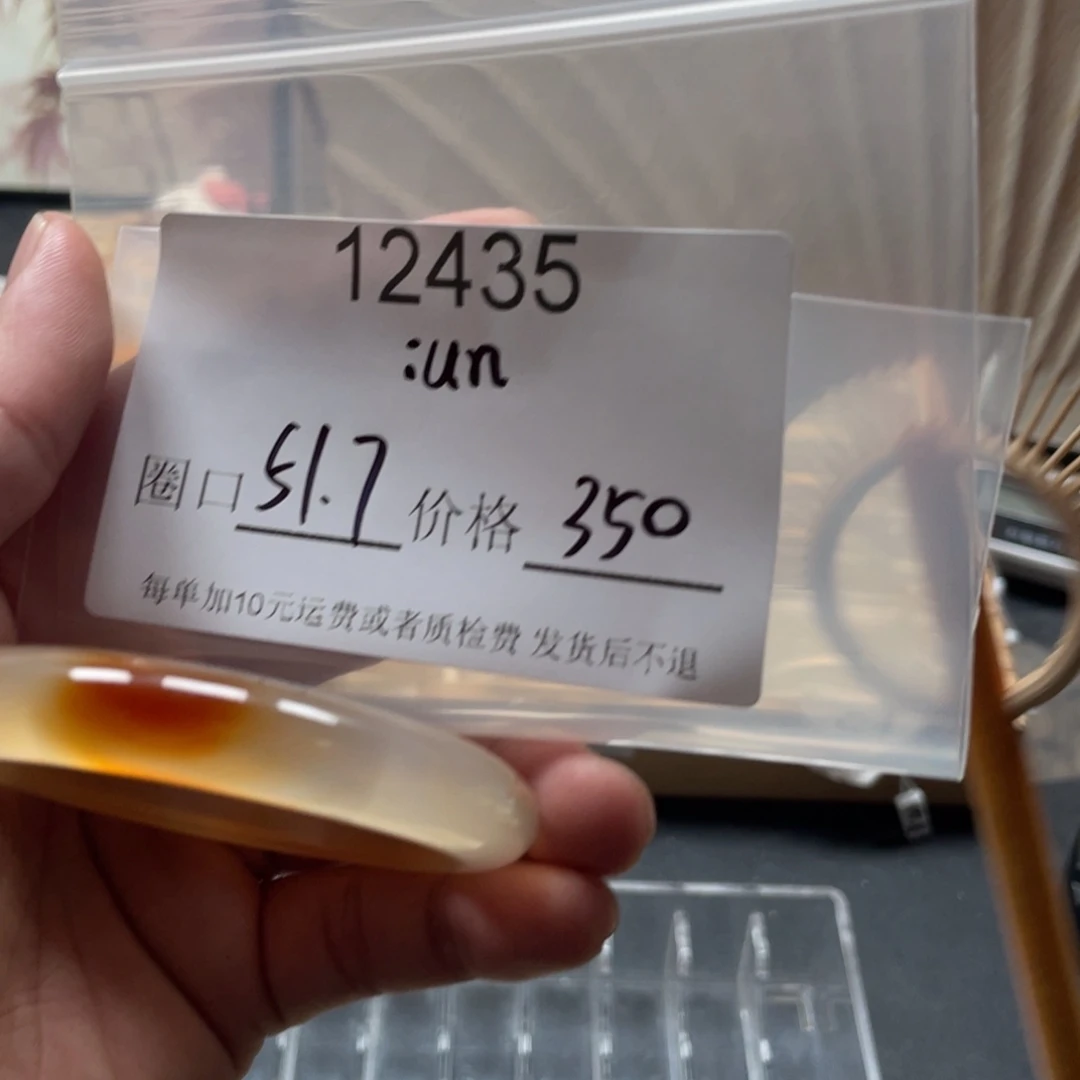 12435
:un
圈口 51.7 价格 350
每单加10元运费或者质检费 发货后不退